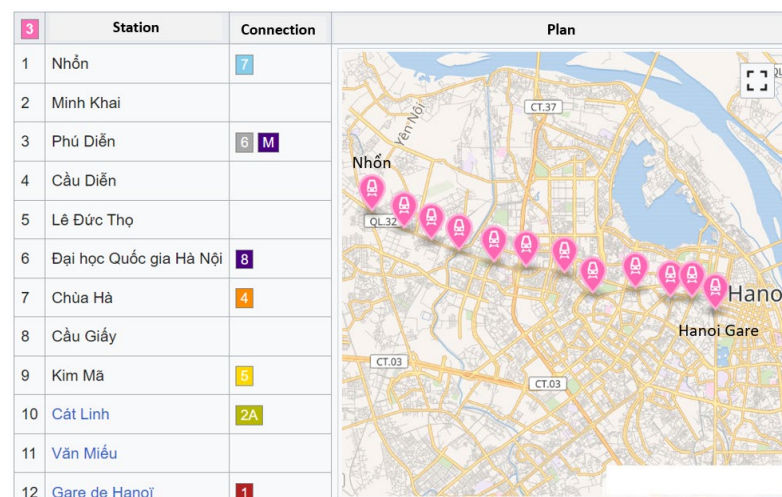 3 Station Connection Plan
1 Nhổn 7
2 Minh Khai
3 Phú Diễn 6 M
4 Cầu Diễn
5 Lê Đức Thọ
6 Đại học Quốc gia Hà Nội 8
7 Chùa Hà 4
8 Cầu Giấy
9 Kim Mã 5
10 Cát Linh 2A
11 Văn Miếu
12 Gare de Hanoï 1
CT.37
Yên Nội
Nhổn
QL.32
Hano
Hanoi Gare
CT.03
CT.03